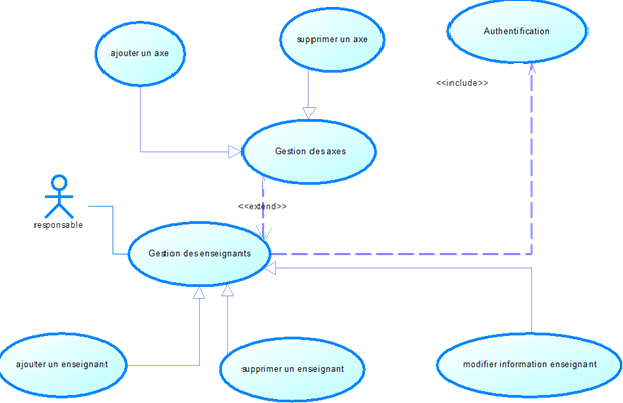 ajouter un axe
supprimer un axe
Authentification
<<include>>
Gestion des axes
<<extend>>
responsable
Gestion des enseignants
ajouter un enseignant
supprimer un enseignant
modifier information enseignant